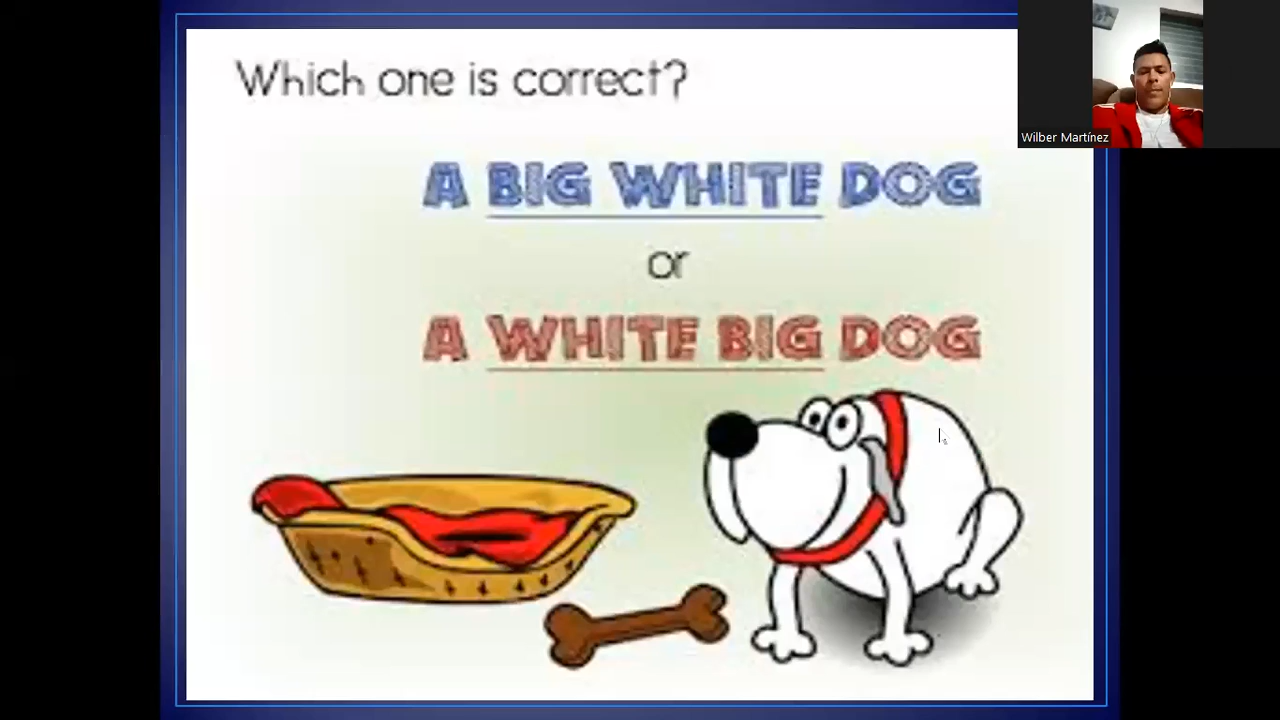 Which one is correct?
Wilber Martínez
A BIG WHITE DOG
or
A WHITE BIG DOG